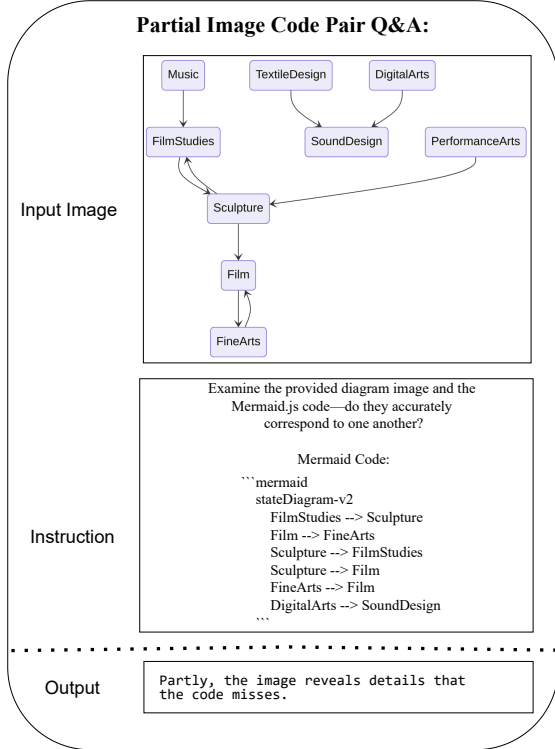 Partial Image Code Pair Q&A:
Input Image
Music
TextileDesign
DigitalArts
FilmStudies
SoundDesign
PerformanceArts
Sculpture
Film
FineArts
Instruction
Examine the provided diagram image and the
Mermaid.js code—do they accurately
correspond to one another?
Mermaid Code:
```mermaid
stateDiagram-v2
FilmStudies --> Sculpture
Film --> FineArts
Sculpture --> FilmStudies
Sculpture --> Film
FineArts --> Film
DigitalArts --> SoundDesign
```
Output
Partly, the image reveals details that
the code misses.